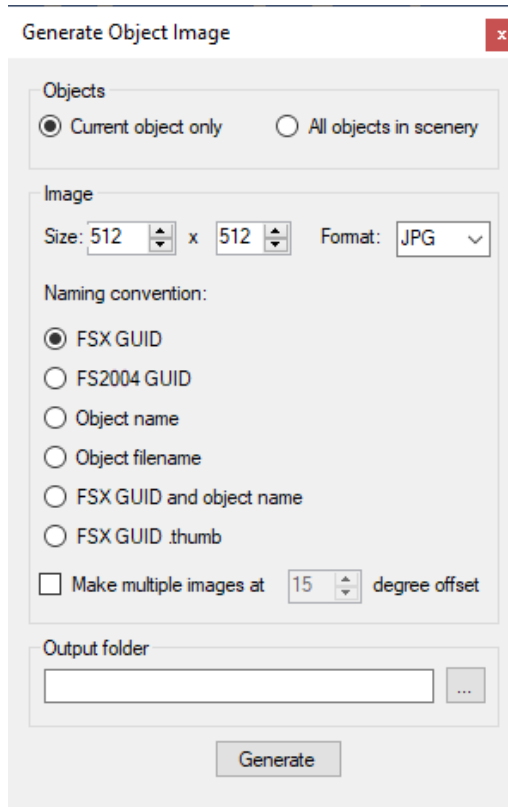 Generate Object Image x
Objects
Current object only All objects in scenery
Image
Size: 512 x 512 Format: JPG
Naming convention:
FSX GUID
FS2004 GUID
Object name
Object filename
FSX GUID and object name
FSX GUID .thumb
Make multiple images at 15 degree offset
Output folder
...
Generate